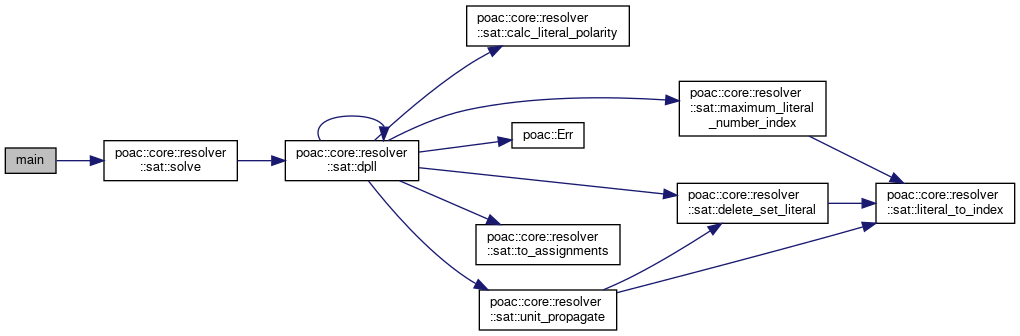 main
poac::core::resolver
::sat::solve
poac::core::resolver
::sat::dpll
poac::core::resolver
::sat::calc_literal_polarity
poac::core::resolver
::sat::maximum_literal
_number_index
poac::Err
poac::core::resolver
::sat::delete_set_literal
poac::core::resolver
::sat::literal_to_index
poac::core::resolver
::sat::to_assignments
poac::core::resolver
::sat::unit_propagate